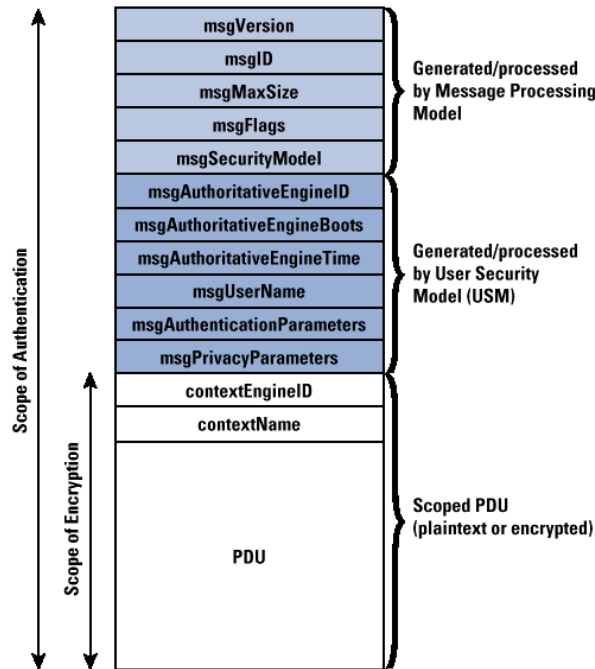 msgVersion
msgID
msgMaxSize
msgFlags
msgSecurityModel
Generated/processed
by Message Processing
Model
msgAuthoritativeEngineID
msgAuthoritativeEngineBoots
msgAuthoritativeEngineTime
msgUserName
msgAuthenticationParameters
msgPrivacyParameters
Generated/processed
by User Security
Model (USM)
contextEngineID
contextName
PDU
Scoped PDU
(plaintext or encrypted)
Scope of Authentication
Scope of Encryption